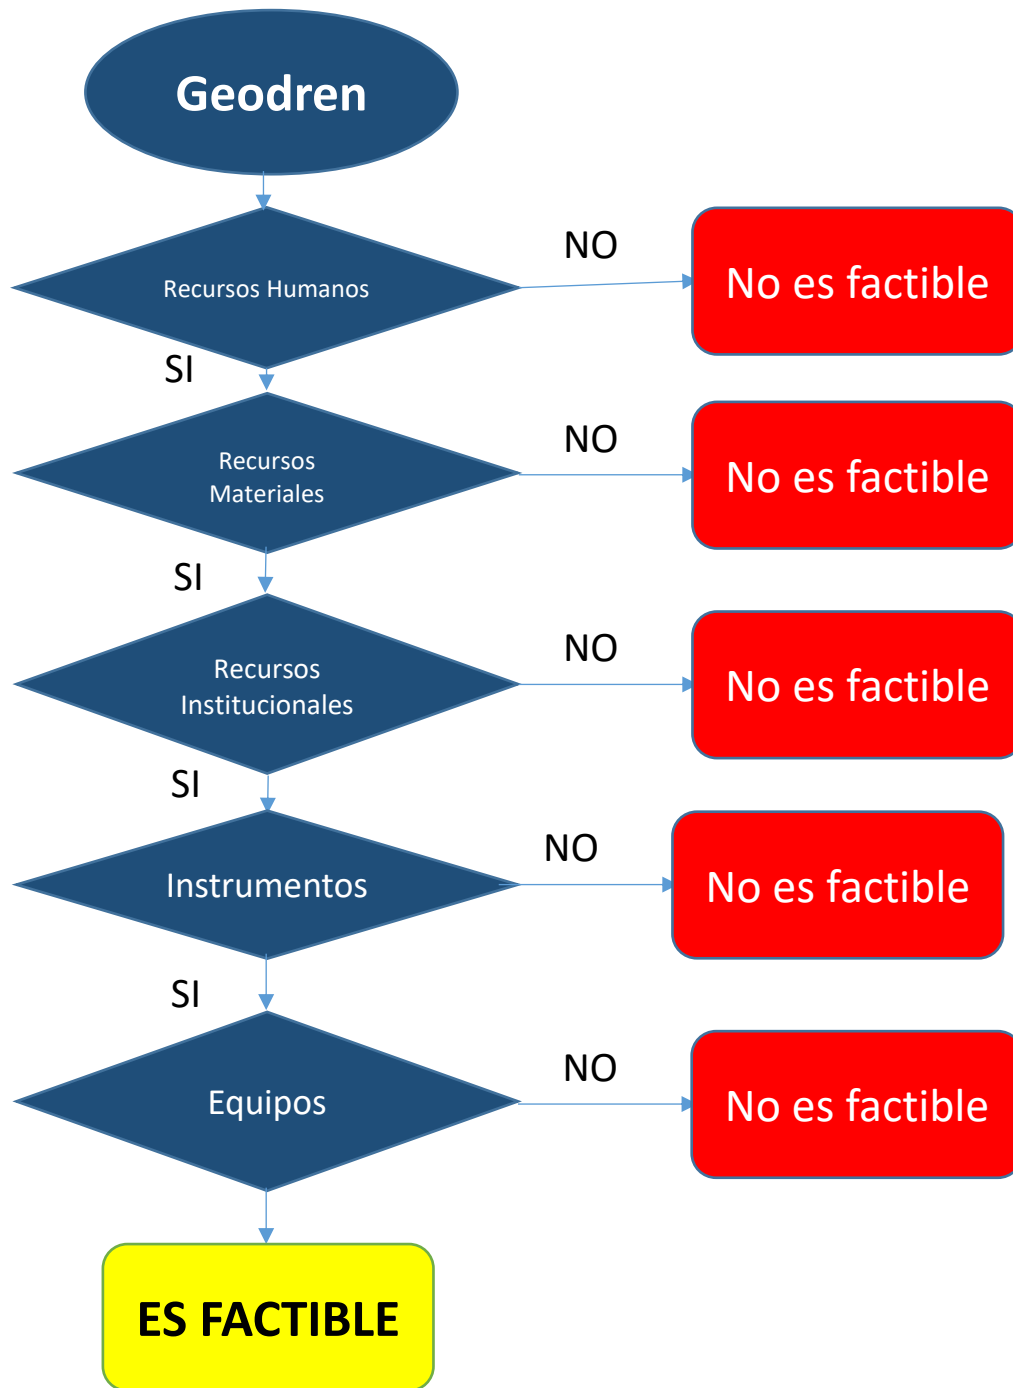 Geodren
NO
Recursos Humanos
No es factible
SI
NO
Recursos
Materiales
No es factible
SI
NO
Recursos
Institucionales
No es factible
SI
NO
Instrumentos
No es factible
SI
NO
Equipos
No es factible
ES FACTIBLE